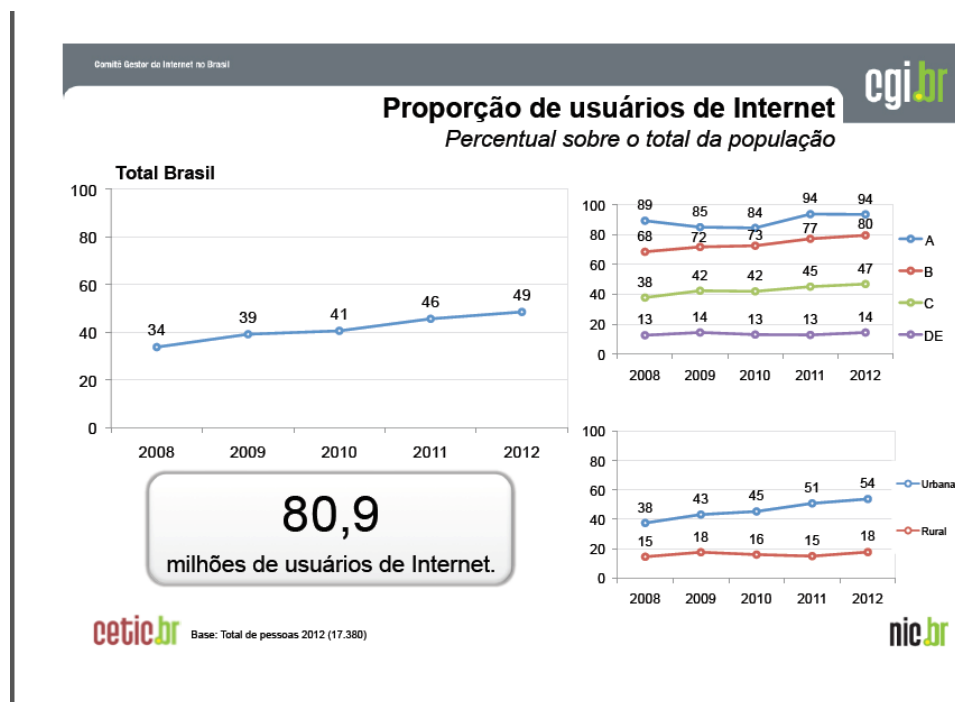 Comitê Gestor da Internet no Brasil
cgi.br
Proporção de usuários de Internet
Percentual sobre o total da população
Total Brasil
100
80
60
40
20
0
34
39
41
46
49
2008 2009 2010 2011 2012
80,9
milhões de usuários de Internet.
100
80
60
40
20
0
89 85 84 94 94
68 72 73 77 80
38 42 42 45 47
13 14 13 13 14
2008 2009 2010 2011 2012
A
B
C
DE
100
80
60
40
20
0
38 43 45 51 54
15 18 16 15 18
2008 2009 2010 2011 2012
Urbana
Rural
cetic.br
Base: Total de pessoas 2012 (17.380)
nic.br